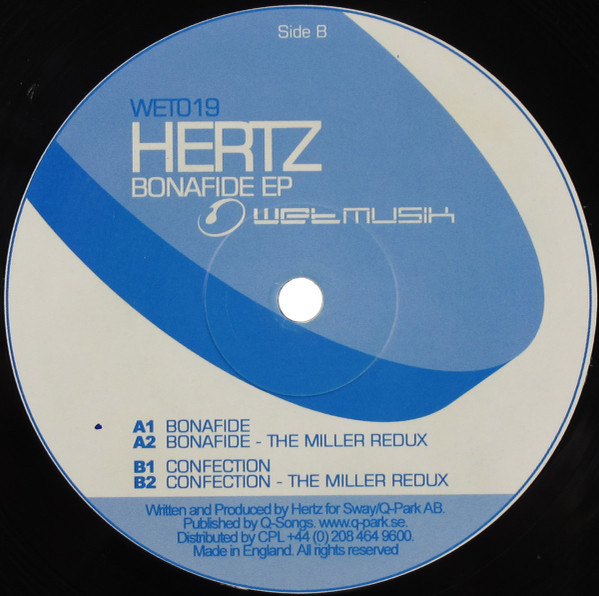 Side B
WET019
HERTZ
BONAFIDE EP
wet musik
A1 BONAFIDE
A2 BONAFIDE - THE MILLER REDUX
B1 CONFECTION
B2 CONFECTION - THE MILLER REDUX
Written and Produced by Hertz for Sway/Q-Park AB.
Published by Q-Songs. www.q-park.se.
Distributed by CPL +44 (0) 208 464 9600.
Made in England. All rights reserved